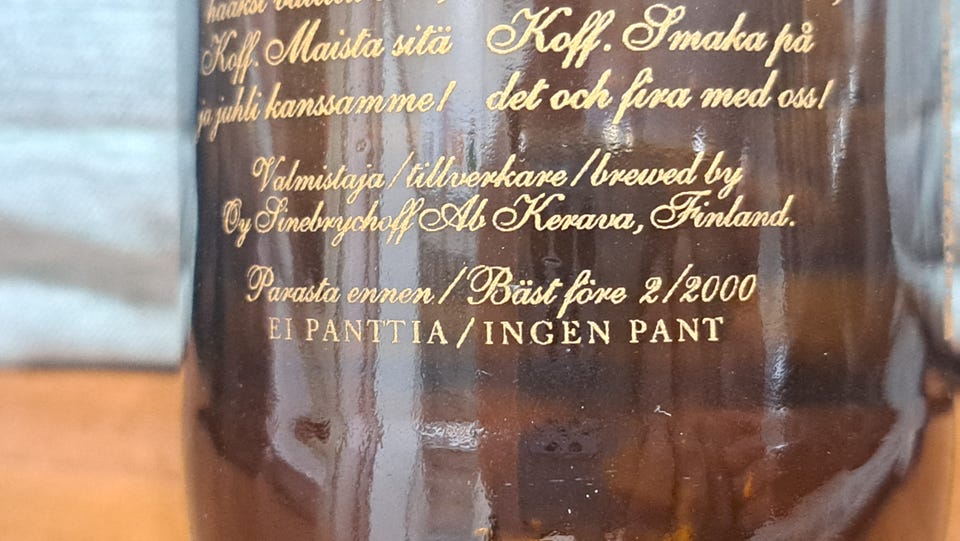 Koff. Maista sitä Koff. Smaka på
ja juhli kanssamme! det och fira med oss!
Valmistaja/tillverkare/brewed by
Oy Sinebrychoff Ab Kerava, Finland.
Parasta ennen/Bäst före 2/2000
EI PANTTIA/INGEN PANT